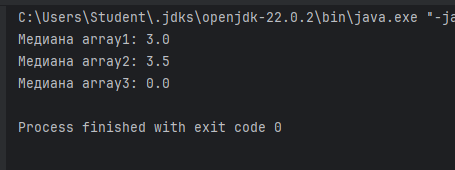 C:\Users\Student\.jdks\openjdk-22.0.2\bin\java.exe "-ja
Медиана array1: 3.0
Медиана array2: 3.5
Медиана array3: 0.0
Process finished with exit code 0